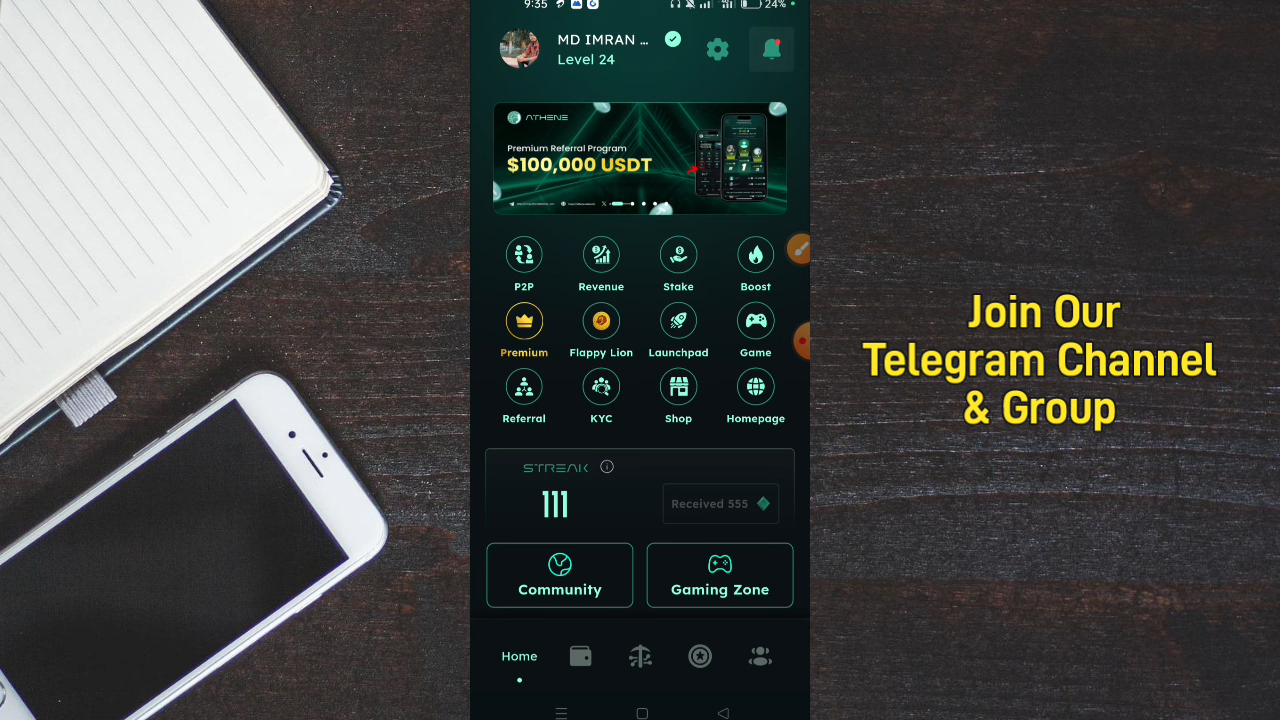 9:35
24%
MD IMRAN ...
Level 24
ATHENE
Premium Referral Program
$100,000 USDT
P2P
Revenue
Stake
Boost
Premium
Flappy Lion
Launchpad
Game
Referral
KYC
Shop
Homepage
STREAK
111
Received 555
Community
Gaming Zone
Home
Join Our
Telegram Channel
& Group